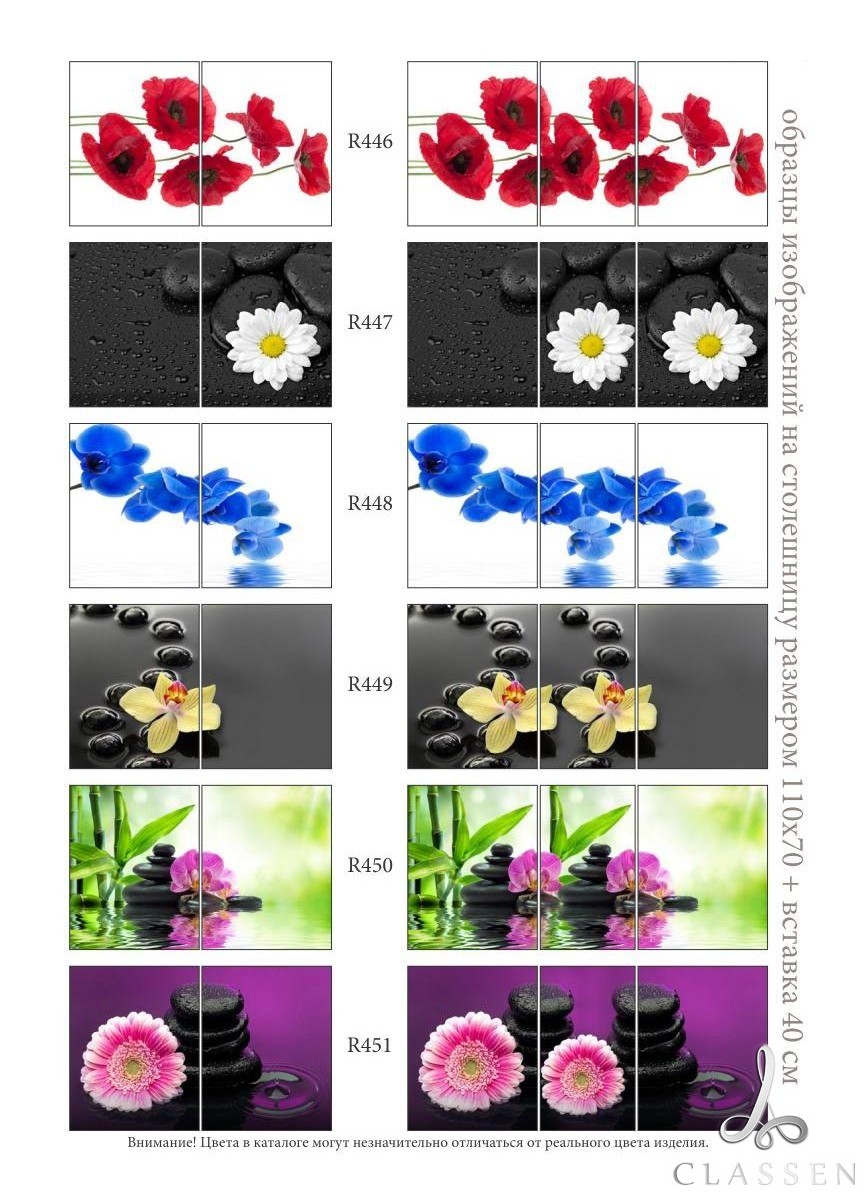 R446
R447
R448
R449
R450
R451
образцы изображений на столешницу размером 110х70 + вставка 40 см
Внимание! Цвета в каталоге могут незначительно отличаться от реального цвета изделия.
CLASSEN